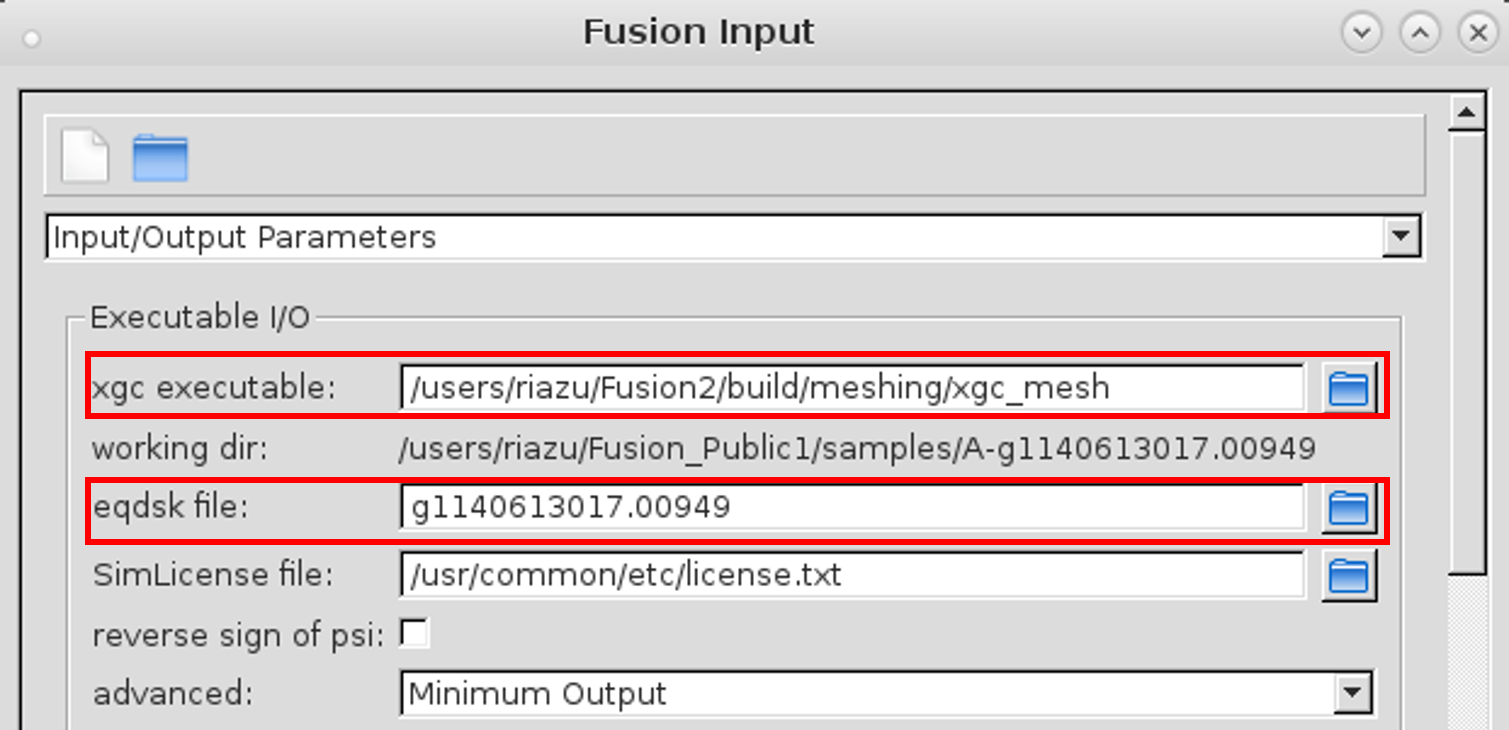 Fusion Input
Input/Output Parameters
Executable I/O
xgc executable: /users/riazu/Fusion2/build/meshing/xgc_mesh
working dir: /users/riazu/Fusion_Public1/samples/A-g1140613017.00949
eqdsk file: g1140613017.00949
SimLicense file: /usr/common/etc/license.txt
reverse sign of psi:
advanced: Minimum Output